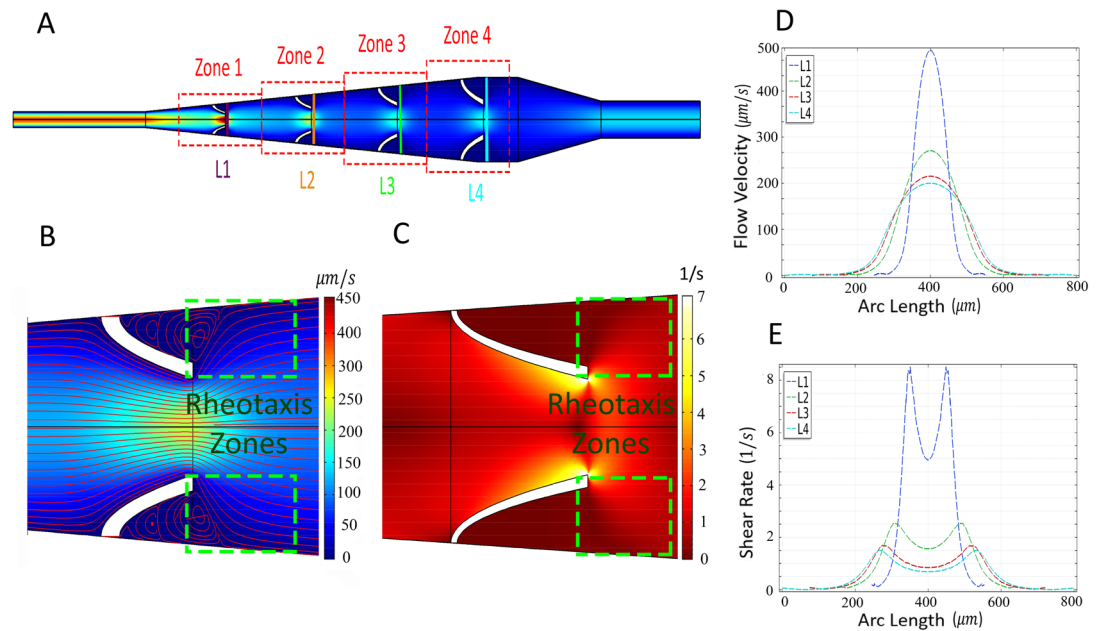 A
Zone 1
Zone 2
Zone 3
Zone 4
L1
L2
L3
L4
B
μm/s
450
400
350
300
250
200
150
100
50
0
Rheotaxis
Zones
C
1/s
7
6
5
4
3
2
1
0
Rheotaxis
Zones
D
L1
L2
L3
L4
500
400
300
200
100
0
Flow Velocity (μm/s)
0 200 400 600 800
Arc Length (μm)
E
L1
L2
L3
L4
8
6
4
2
0
Shear Rate (1/s)
0 200 400 600 800
Arc Length (μm)